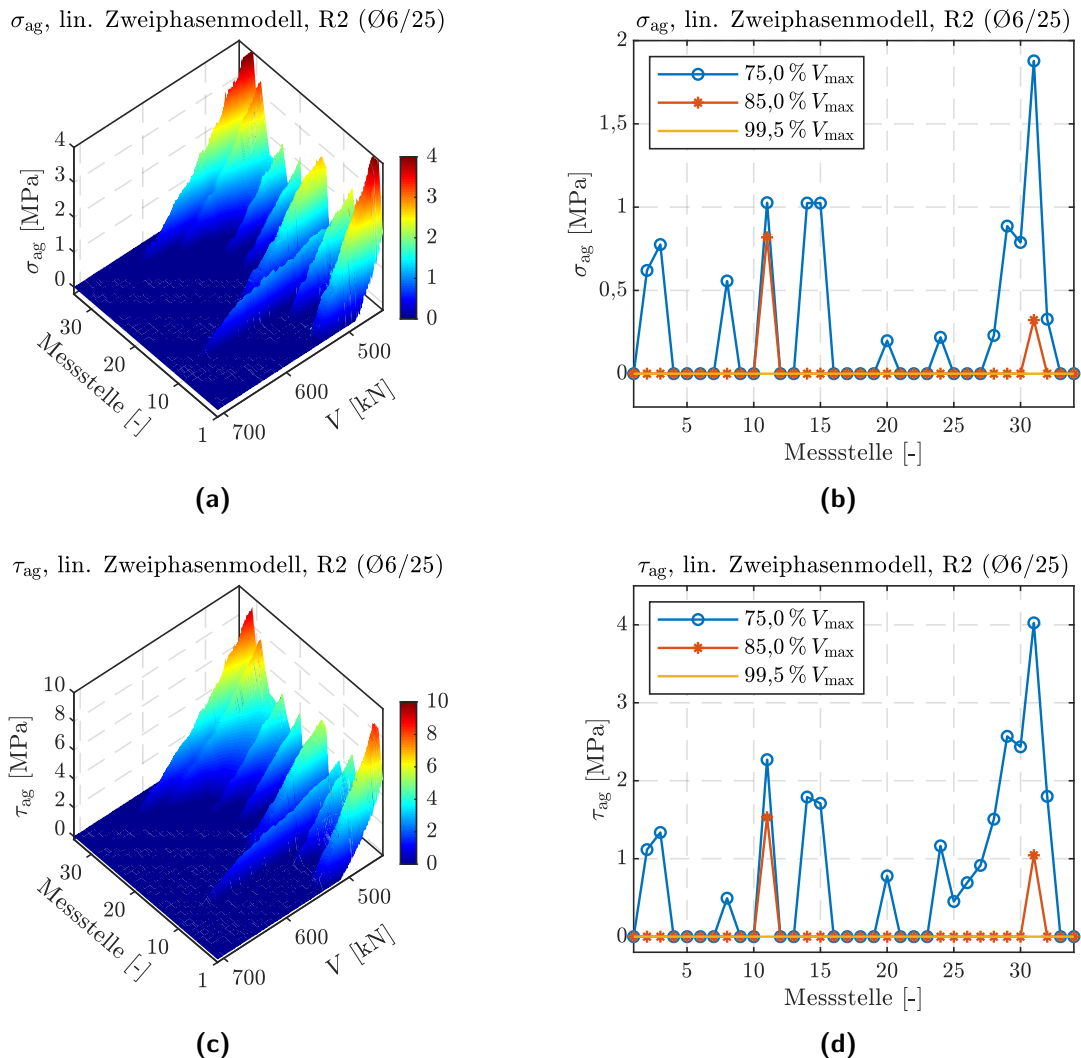 σag, lin. Zweiphasenmodell, R2 (Ø6/25)
σag [MPa]
4
3
2
1
0
30
20
10
1
Messstelle [-]
700
600
500
V [kN]
4
3
2
1
0
(a)
σag, lin. Zweiphasenmodell, R2 (Ø6/25)
75,0 % Vmax
85,0 % Vmax
99,5 % Vmax
σag [MPa]
2
1,5
1
0,5
0
5 10 15 20 25 30
Messstelle [-]
(b)
τag, lin. Zweiphasenmodell, R2 (Ø6/25)
τag [MPa]
10
8
6
4
2
0
30
20
10
1
Messstelle [-]
700
600
500
V [kN]
10
8
6
4
2
0
(c)
τag, lin. Zweiphasenmodell, R2 (Ø6/25)
75,0 % Vmax
85,0 % Vmax
99,5 % Vmax
τag [MPa]
4
3
2
1
0
5 10 15 20 25 30
Messstelle [-]
(d)